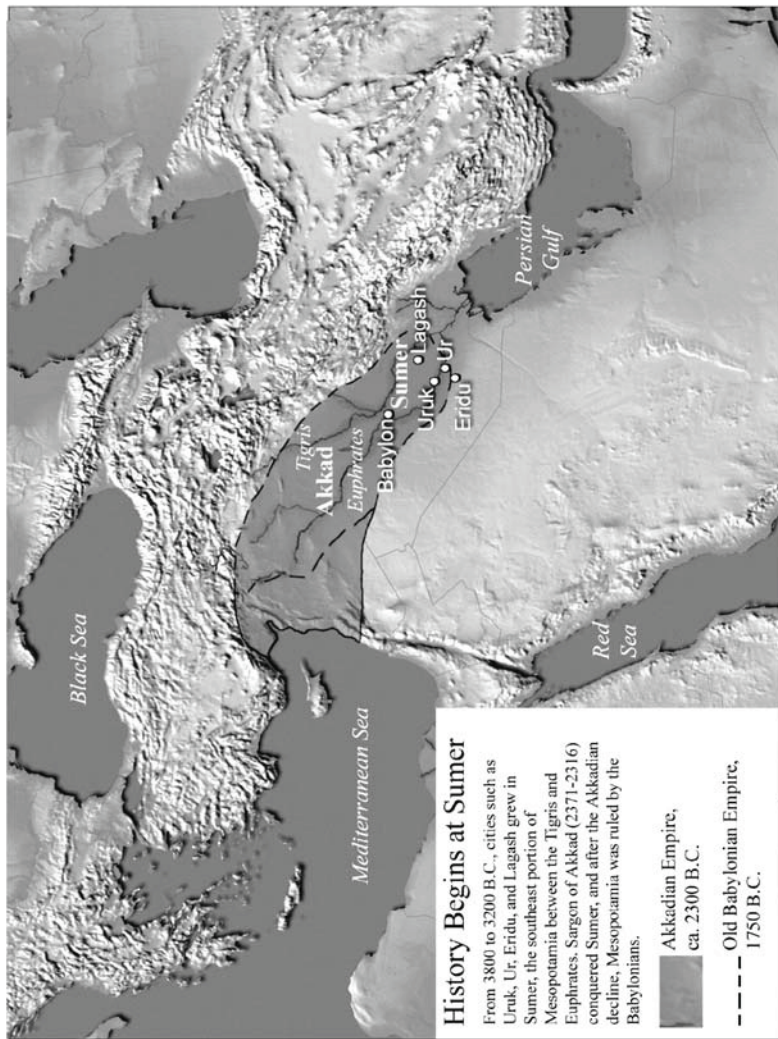 Black Sea
Mediterranean Sea
Tigris
Akkad
Euphrates
Babylon
Sumer
Lagash
Uruk
Ur
Eridu
Persian
Gulf
Red
Sea
History Begins at Sumer
From 3800 to 3200 B.C., cities such as
Uruk, Ur, Eridu, and Lagash grew in
Sumer, the southeast portion of
Mesopotamia between the Tigris and
Euphrates. Sargon of Akkad (2371-2316)
conquered Sumer, and after the Akkadian
decline, Mesopotamia was ruled by the
Babylonians.
Akkadian Empire,
ca. 2300 B.C.
Old Babylonian Empire,
1750 B.C.